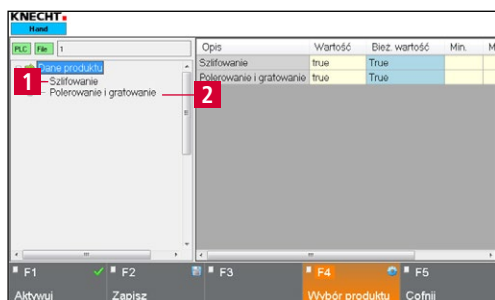 KNECHT
Hand
PLC File 1
Opis Wartość Bież. wartość Min. M
Dane produktu
Szlifowanie
Polerowanie i gratowanie
1
2
Szlifowanie true True
Polerowanie i gratowanie true True
F1 F2 F3 F4 F5
Aktywuj Zapisz Wybór produktu Cofnij